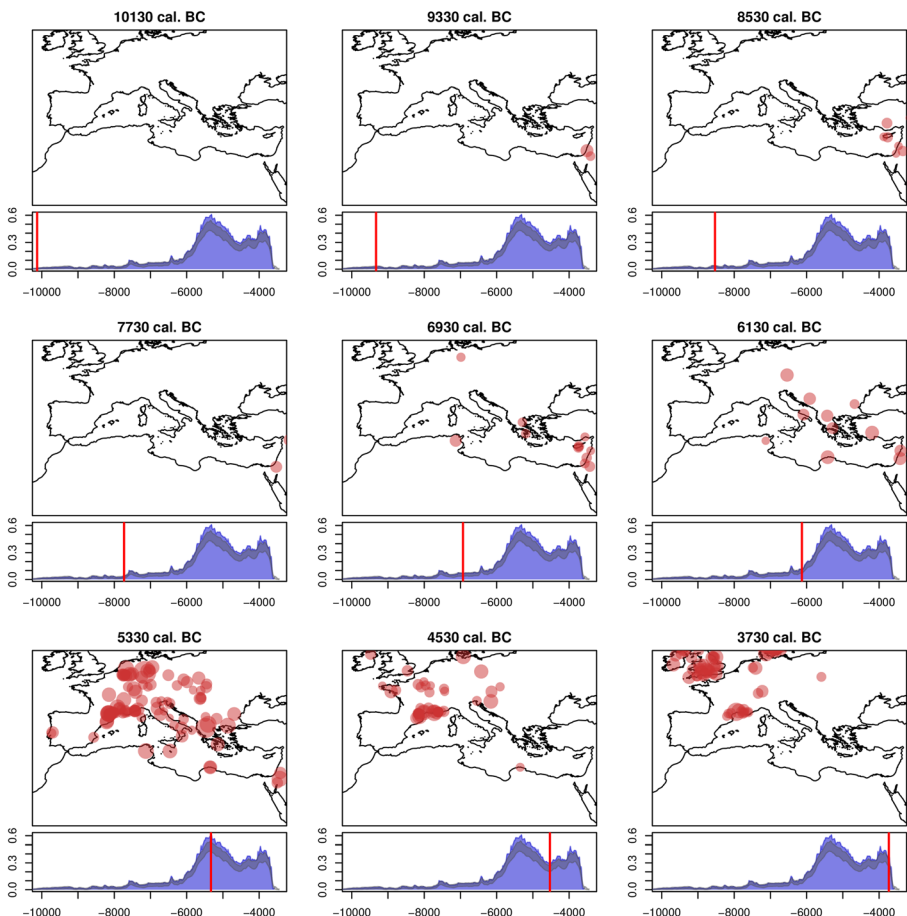 10130 cal. BC
9330 cal. BC
8530 cal. BC
0.0 0.3 0.6
0.0 0.3 0.6
0.0 0.3 0.6
−10000 −8000 −6000 −4000
−10000 −8000 −6000 −4000
−10000 −8000 −6000 −4000
7730 cal. BC
6930 cal. BC
6130 cal. BC
0.0 0.3 0.6
0.0 0.3 0.6
0.0 0.3 0.6
−10000 −8000 −6000 −4000
−10000 −8000 −6000 −4000
−10000 −8000 −6000 −4000
5330 cal. BC
4530 cal. BC
3730 cal. BC
0.0 0.3 0.6
0.0 0.3 0.6
0.0 0.3 0.6
−10000 −8000 −6000 −4000
−10000 −8000 −6000 −4000
−10000 −8000 −6000 −4000